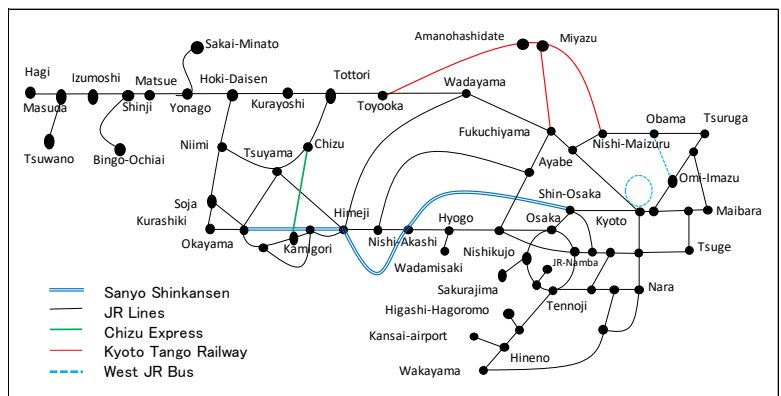 Sakai-Minato
Amanohashidate
Miyazu
Hagi
Izumoshi
Matsue
Hoki-Daisen
Tottori
Wadayama
Masuda
Shinji
Yonago
Kurayoshi
Toyooka
Obama
Tsuruga
Fukuchiyama
Tsuwano
Bingo-Ochiai
Niimi
Tsuyama
Chizu
Nishi-Maizuru
Ayabe
Omi-Imazu
Soja
Shin-Osaka
Kurashiki
Himeji
Hyogo
Osaka
Kyoto
Maibara
Okayama
Kamigori
Nishi-Akashi
Nishikujo
JR-Namba
Tsuge
Wadamisaki
Sakurajima
Nara
Tennoji
Sanyo Shinkansen
JR Lines
Higashi-Hagoromo
Chizu Express
Kansai-airport
Kyoto Tango Railway
Hineno
West JR Bus
Wakayama